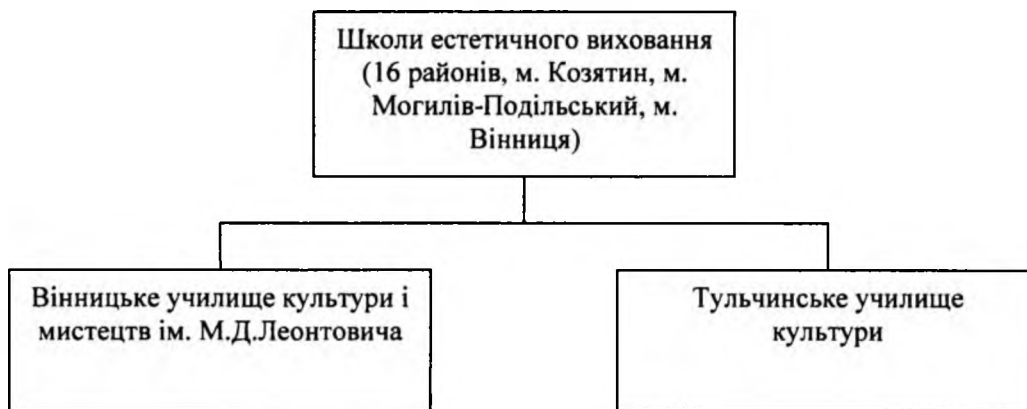 Школи естетичного виховання
(16 районів, м. Козятин, м.
Могилів-Подільський, м.
Вінниця)
Вінницьке училище культури і
мистецтв ім. М.Д.Леонтовича
Тульчинське училище
культури